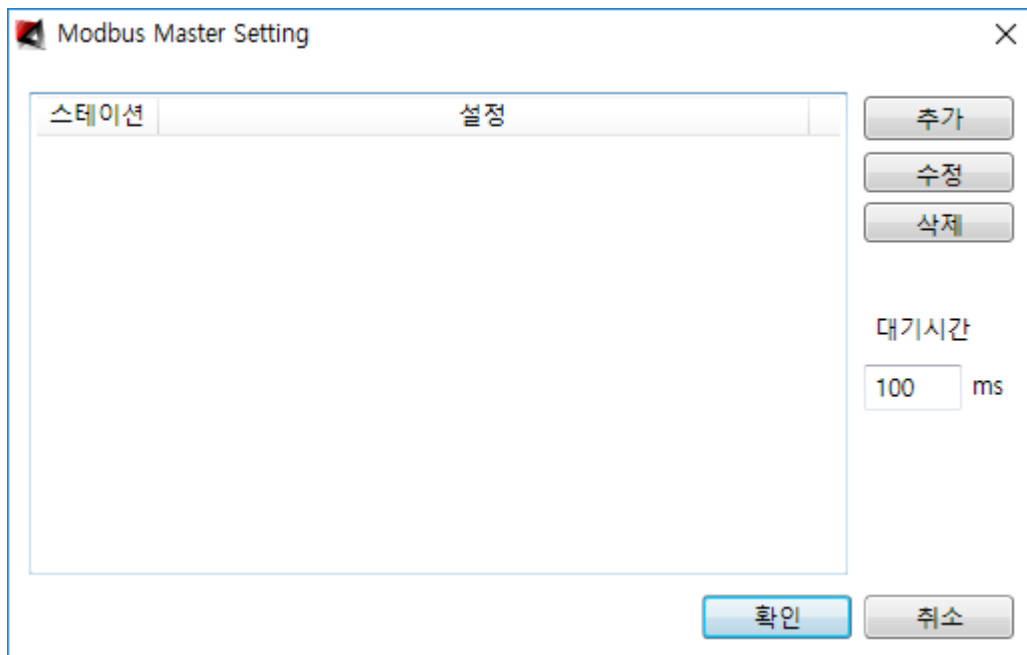 Modbus Master Setting
스테이션 설정
추가
수정
삭제
대기시간
100 ms
확인 취소